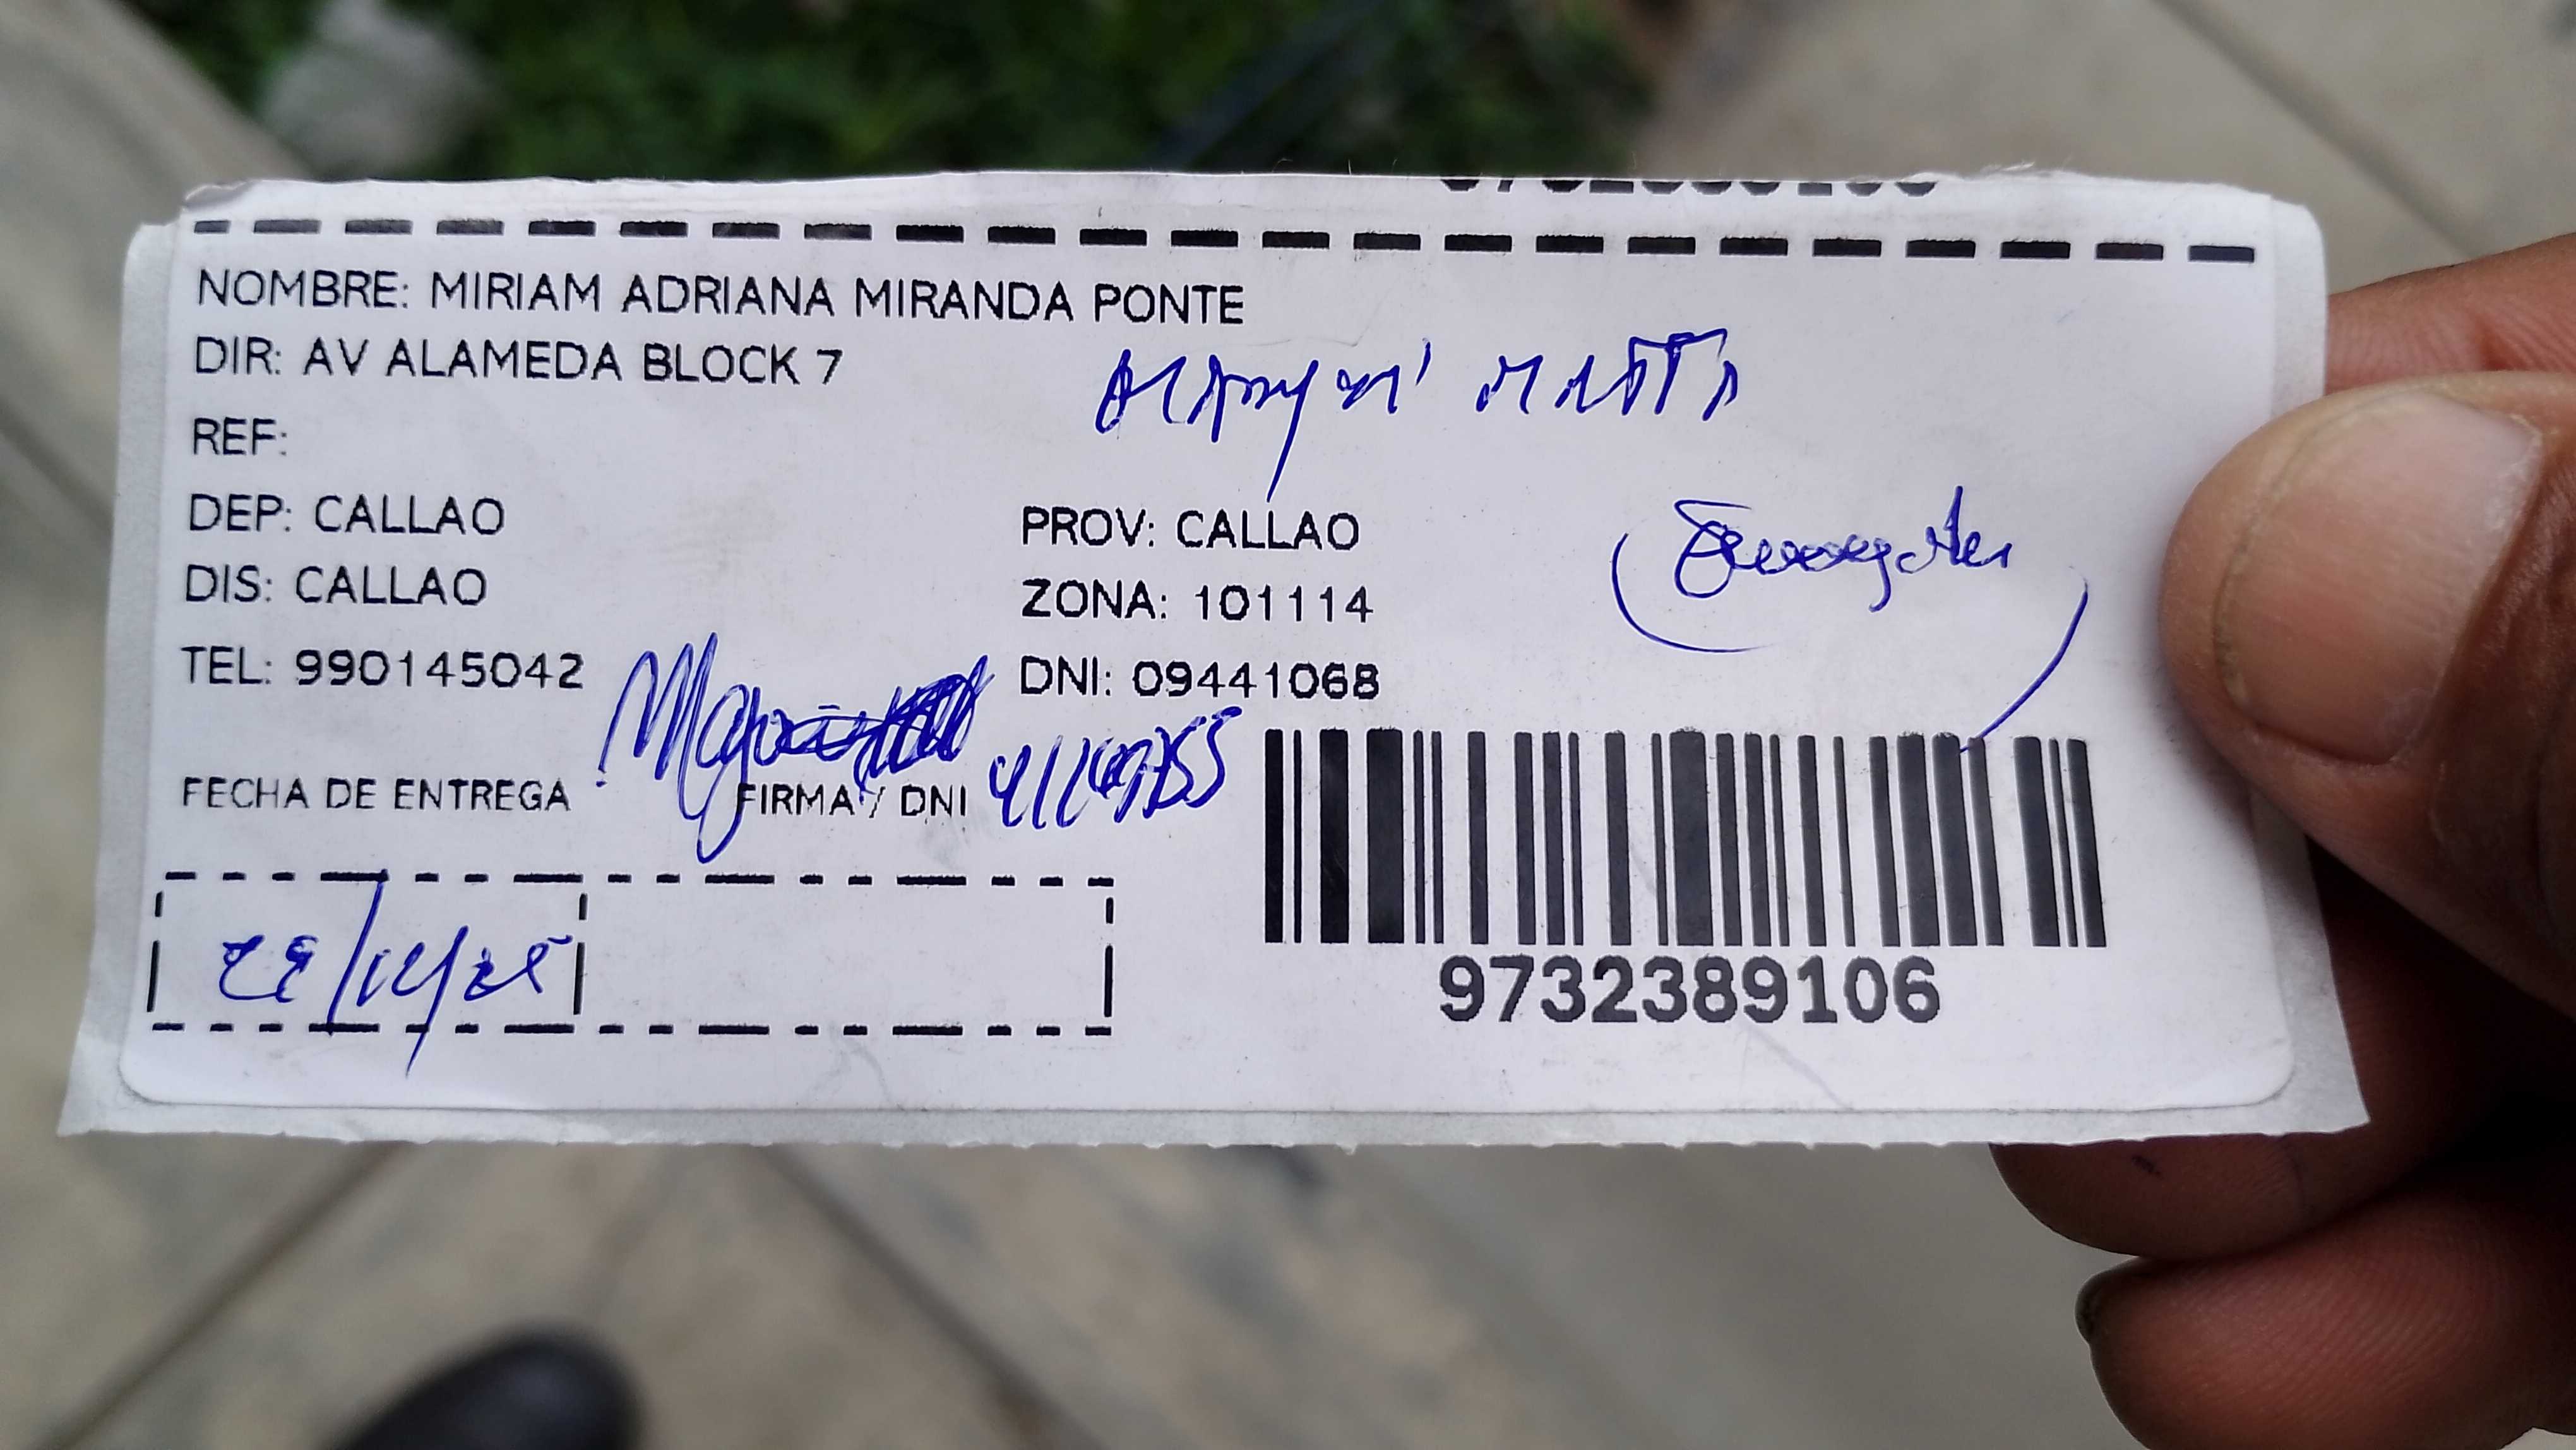 NOMBRE: MIRIAM ADRIANA MIRANDA PONTE
DIR: AV ALAMEDA BLOCK 7
REF:
DEP: CALLAO
PROV: CALLAO
DIS: CALLAO
ZONA: 101114
TEL: 990145042
DNI: 09441068
FECHA DE ENTREGA
FIRMA / DNI
9732389106